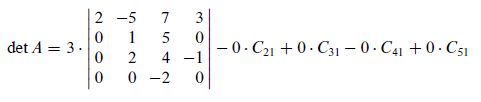 det A = 3 · | 2 −5 7 3 |
| 0 1 5 0 |
| 0 2 4 −1 |
| 0 0 −2 0 | − 0 · C₂₁ + 0 · C₃₁ − 0 · C₄₁ + 0 · C₅₁